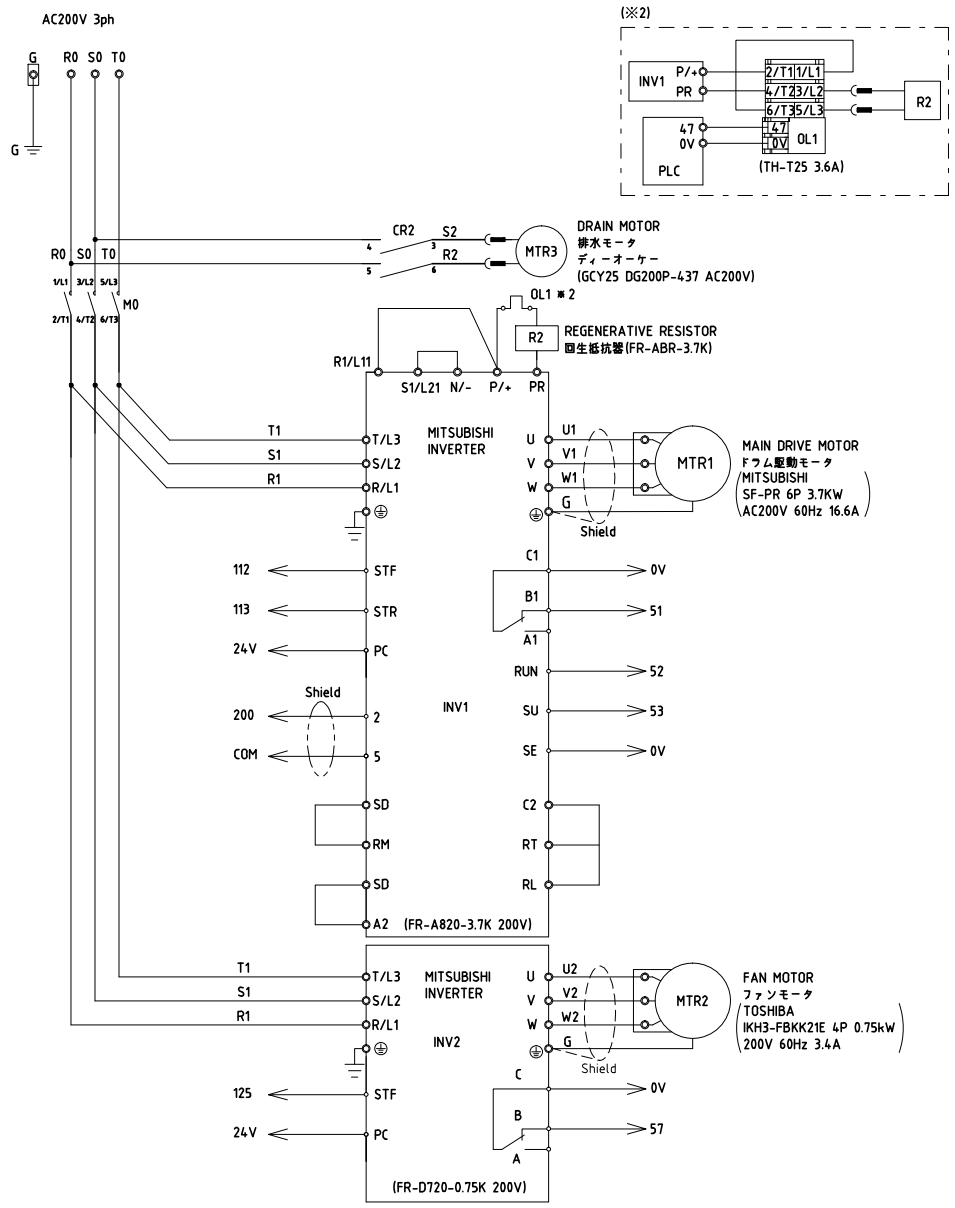 AC200V 3ph
G R0 S0 T0
G
(※2)
INV1 P/+ 2/T1 1/L1
PR 4/T2 3/L2 R2
6/T3 5/L3
47 47
0V 0V OL1
PLC
(TH-T25 3.6A)
CR2 S2
4 3
R2
5 6
MTR3
DRAIN MOTOR
排水モータ
ディーオーケー
(GCY25 DG200P-437 AC200V)
R0 S0 T0
1/L1 3/L2 5/L3
M0
2/T1 4/T2 6/T3
OL1 ※2
R2
REGENERATIVE RESISTOR
回生抵抗器(FR-ABR-3.7K)
R1/L11
S1/L21 N/- P/+ PR
MITSUBISHI
INVERTER
T1 T/L3
S1 S/L2
R1 R/L1
U U1
V V1
W W1
G
Shield
MTR1
MAIN DRIVE MOTOR
ドラム駆動モータ
MITSUBISHI
SF-PR 6P 3.7KW
AC200V 60Hz 16.6A
112 STF
113 STR
24V PC
C1 0V
B1 51
A1
RUN 52
SU 53
SE 0V
INV1
Shield
200 2
COM 5
SD
RM
SD
A2
C2
RT
RL
(FR-A820-3.7K 200V)
MITSUBISHI
INVERTER
INV2
T1 T/L3
S1 S/L2
R1 R/L1
U U2
V V2
W W2
G
Shield
MTR2
FAN MOTOR
ファンモータ
TOSHIBA
IKH3-FBKK21E 4P 0.75kW
200V 60Hz 3.4A
125 STF
24V PC
C 0V
B 57
A
(FR-D720-0.75K 200V)